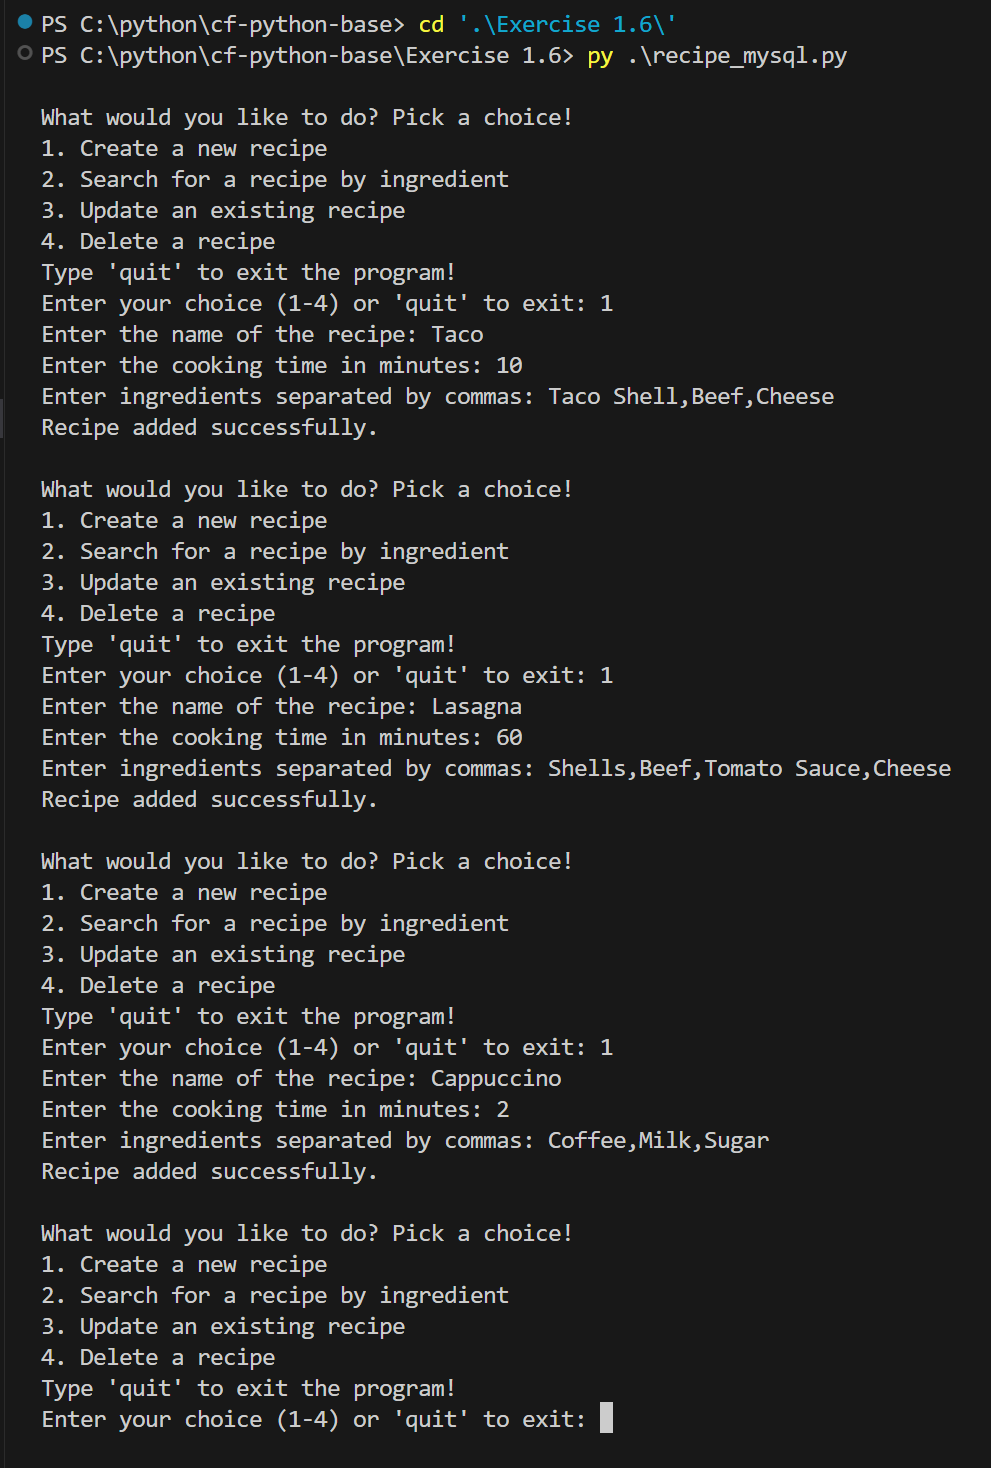 PS C:\python\cf-python-base> cd '.\Exercise 1.6\'
PS C:\python\cf-python-base\Exercise 1.6> py .\recipe_mysql.py
What would you like to do? Pick a choice!
1. Create a new recipe
2. Search for a recipe by ingredient
3. Update an existing recipe
4. Delete a recipe
Type 'quit' to exit the program!
Enter your choice (1-4) or 'quit' to exit: 1
Enter the name of the recipe: Taco
Enter the cooking time in minutes: 10
Enter ingredients separated by commas: Taco Shell,Beef,Cheese
Recipe added successfully.
What would you like to do? Pick a choice!
1. Create a new recipe
2. Search for a recipe by ingredient
3. Update an existing recipe
4. Delete a recipe
Type 'quit' to exit the program!
Enter your choice (1-4) or 'quit' to exit: 1
Enter the name of the recipe: Lasagna
Enter the cooking time in minutes: 60
Enter ingredients separated by commas: Shells,Beef,Tomato Sauce,Cheese
Recipe added successfully.
What would you like to do? Pick a choice!
1. Create a new recipe
2. Search for a recipe by ingredient
3. Update an existing recipe
4. Delete a recipe
Type 'quit' to exit the program!
Enter your choice (1-4) or 'quit' to exit: 1
Enter the name of the recipe: Cappuccino
Enter the cooking time in minutes: 2
Enter ingredients separated by commas: Coffee,Milk,Sugar
Recipe added successfully.
What would you like to do? Pick a choice!
1. Create a new recipe
2. Search for a recipe by ingredient
3. Update an existing recipe
4. Delete a recipe
Type 'quit' to exit the program!
Enter your choice (1-4) or 'quit' to exit: